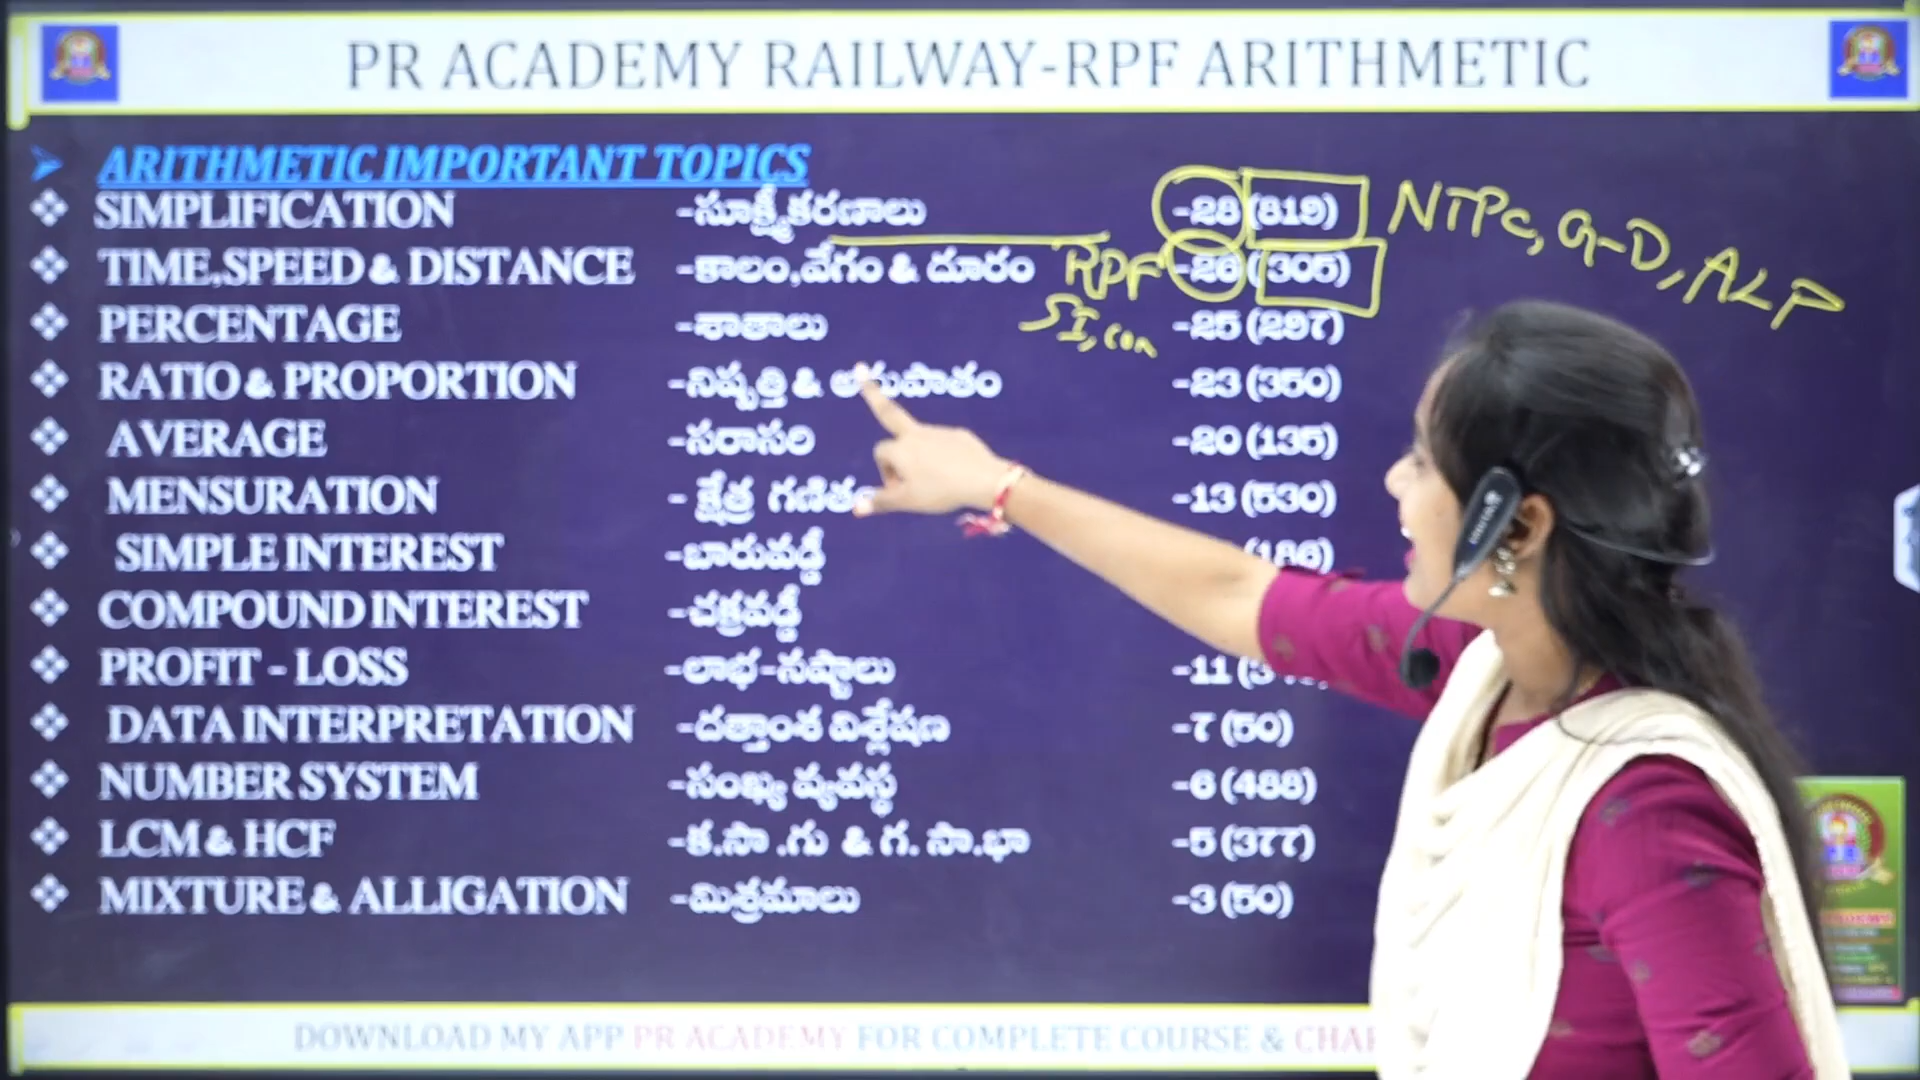 PR ACADEMY RAILWAY-RPF ARITHMETIC
ARITHMETIC IMPORTANT TOPICS
SIMPLIFICATION -సూక్ష్మీకరణాలు -28 (819) NTPC, G-D, ALP
TIME,SPEED & DISTANCE -కాలం,వేగం & దూరం RPF -26 (305)
SI, con
PERCENTAGE -శాతాలు -25 (297)
RATIO & PROPORTION -నిష్పత్తి & అనుపాతం -23 (350)
AVERAGE -సరాసరి -20 (135)
MENSURATION - క్షేత్ర గణితం -13 (530)
SIMPLE INTEREST -బారువడ్డీ (186)
COMPOUND INTEREST -చక్రవడ్డీ
PROFIT - LOSS -లాభ-నష్టాలు -11
DATA INTERPRETATION -దత్తాంశ విశ్లేషణ -7 (50)
NUMBER SYSTEM -సంఖ్య వ్యవస్థ -6 (488)
LCM & HCF -క.సా .గు & గ. సా.భా -5 (377)
MIXTURE & ALLIGATION -మిశ్రమాలు -3 (50)
DOWNLOAD MY APP PR ACADEMY FOR COMPLETE COURSE &